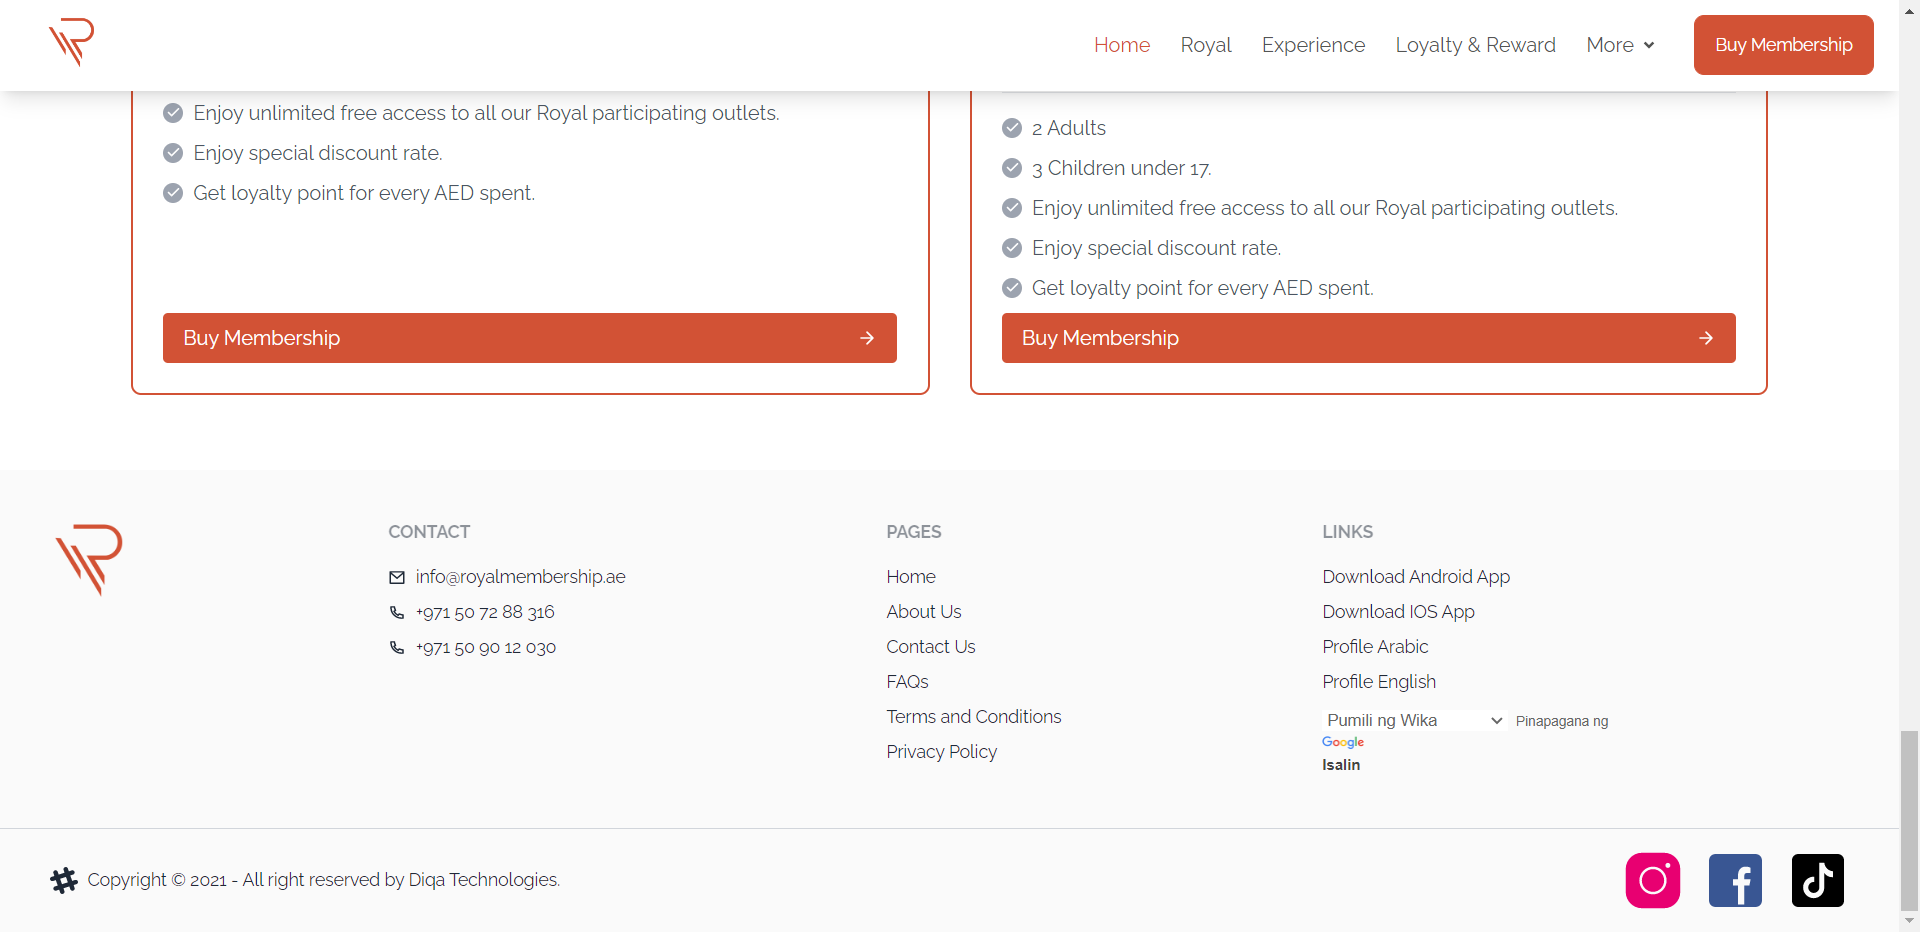 Home Royal Experience Loyalty & Reward More Buy Membership
Enjoy unlimited free access to all our Royal participating outlets.
Enjoy special discount rate.
Get loyalty point for every AED spent.
Buy Membership
2 Adults
3 Children under 17.
Enjoy unlimited free access to all our Royal participating outlets.
Enjoy special discount rate.
Get loyalty point for every AED spent.
Buy Membership
CONTACT
info@royalmembership.ae
+971 50 72 88 316
+971 50 90 12 030
PAGES
Home
About Us
Contact Us
FAQs
Terms and Conditions
Privacy Policy
LINKS
Download Android App
Download IOS App
Profile Arabic
Profile English
Pumili ng Wika Pinapagana ng
Google
Isalin
Copyright © 2021 - All right reserved by Diqa Technologies.